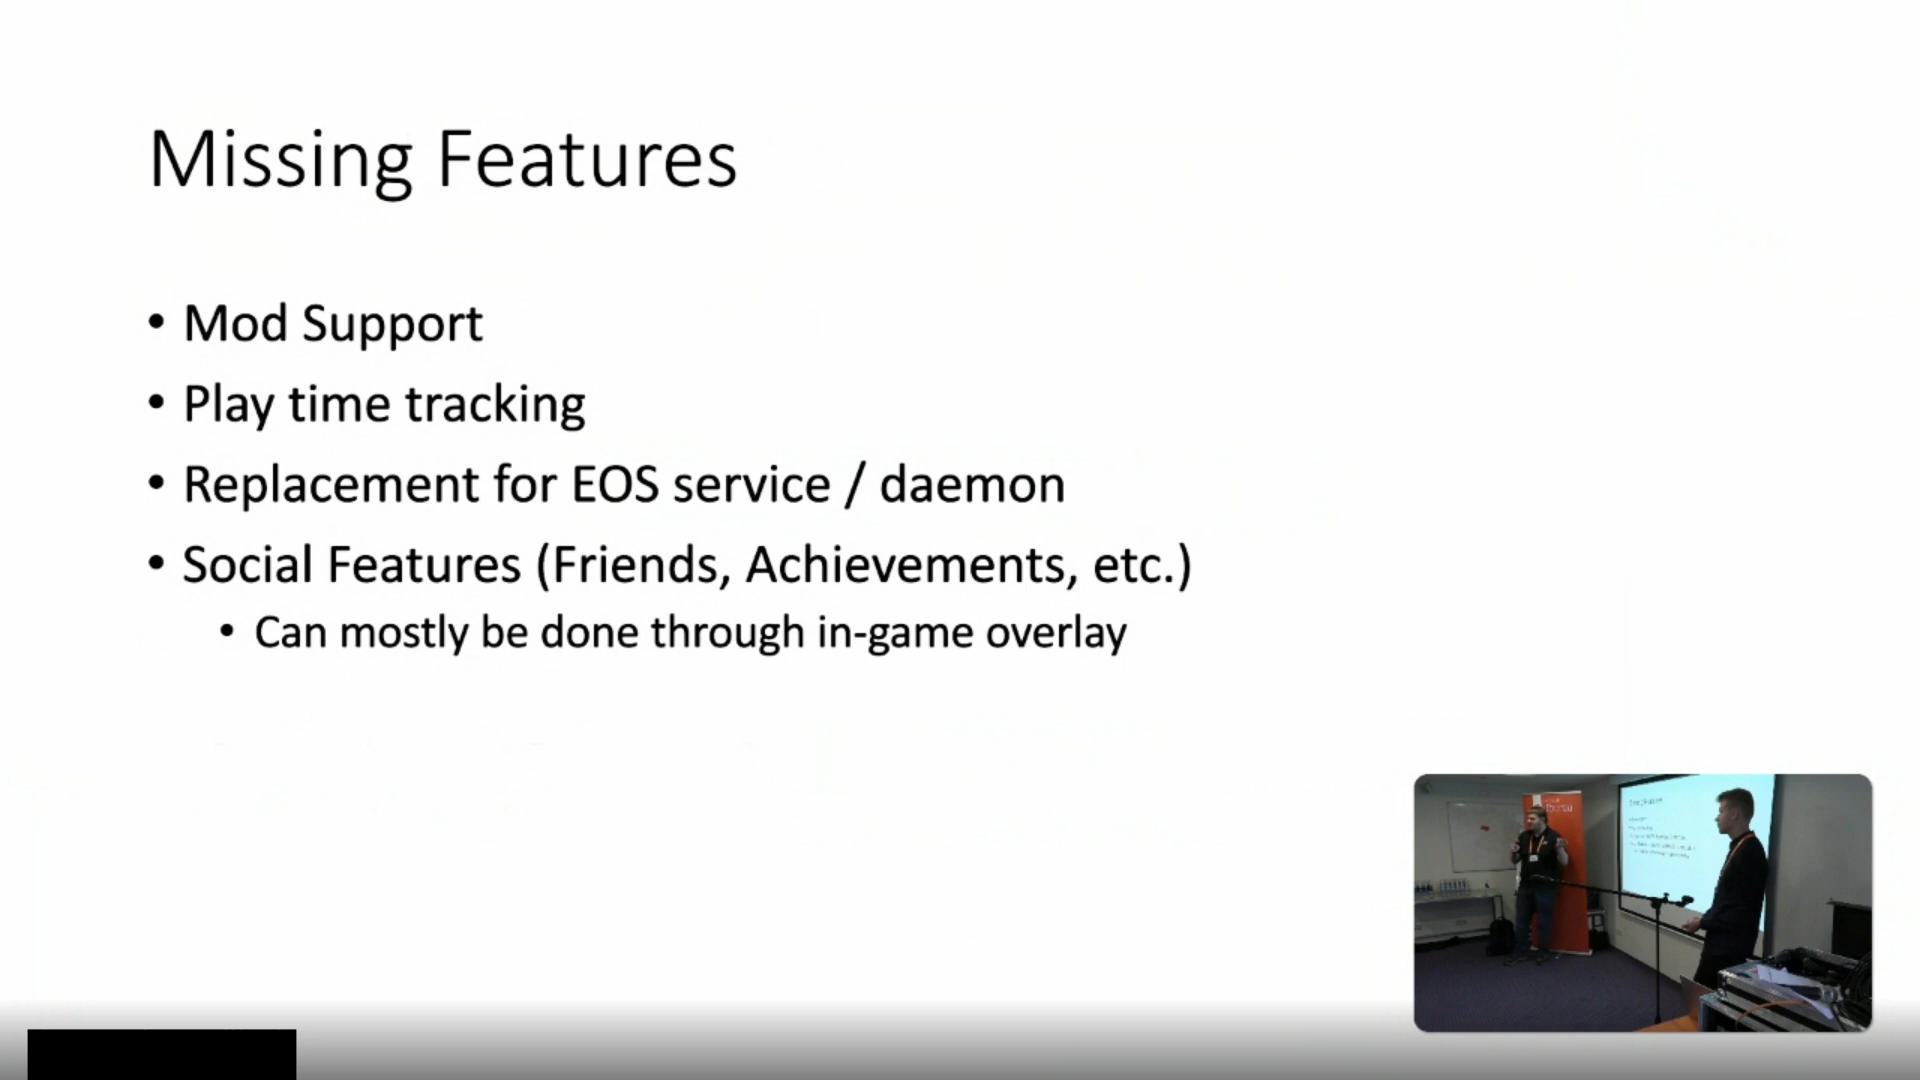 Missing Features
• Mod Support
• Play time tracking
• Replacement for EOS service / daemon
• Social Features (Friends, Achievements, etc.)
• Can mostly be done through in-game overlay